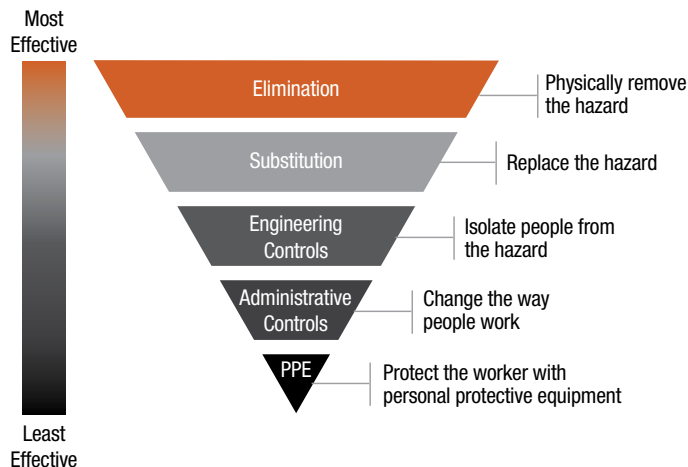 Most
Effective
Elimination
Physically remove
the hazard
Substitution
Replace the hazard
Engineering
Controls
Isolate people from
the hazard
Administrative
Controls
Change the way
people work
PPE
Protect the worker with
personal protective equipment
Least
Effective